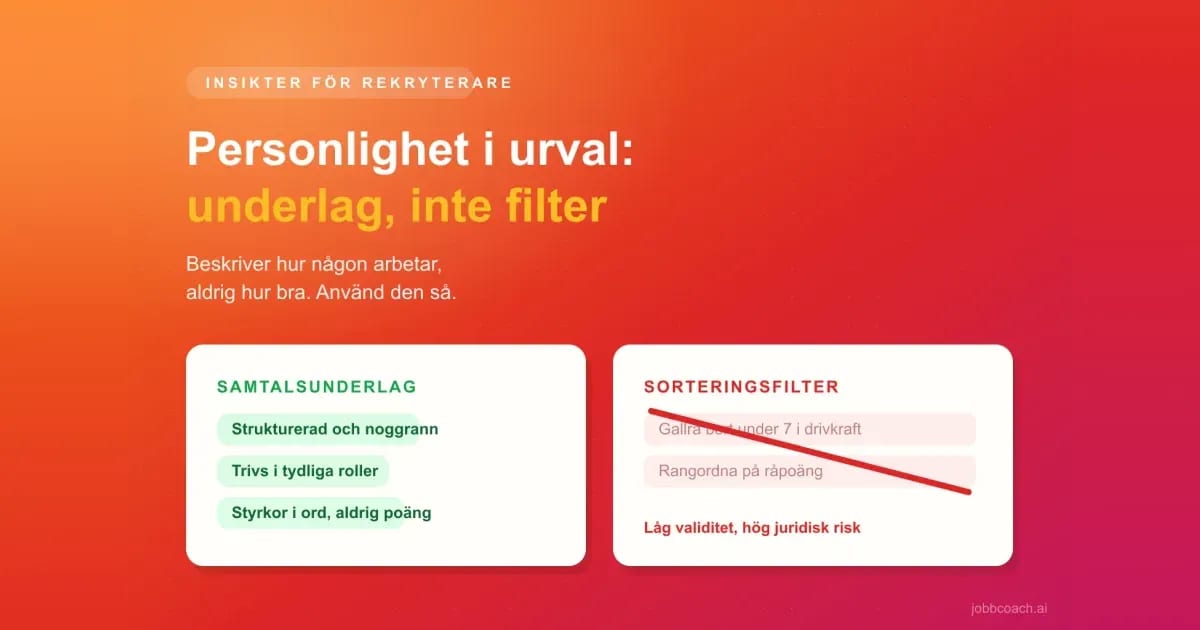 INSIKTER FÖR REKRYTERARE
Personlighet i urval:
underlag, inte filter
Beskriver hur någon arbetar,
aldrig hur bra. Använd den så.
SAMTALSUNDERLAG
Strukturerad och noggrann
Trivs i tydliga roller
Styrkor i ord, aldrig poäng
SORTERINGSFILTER
Gallra bort under 7 i drivkraft
Rangordna på råpoäng
Låg validitet, hög juridisk risk
jobbcoach.ai